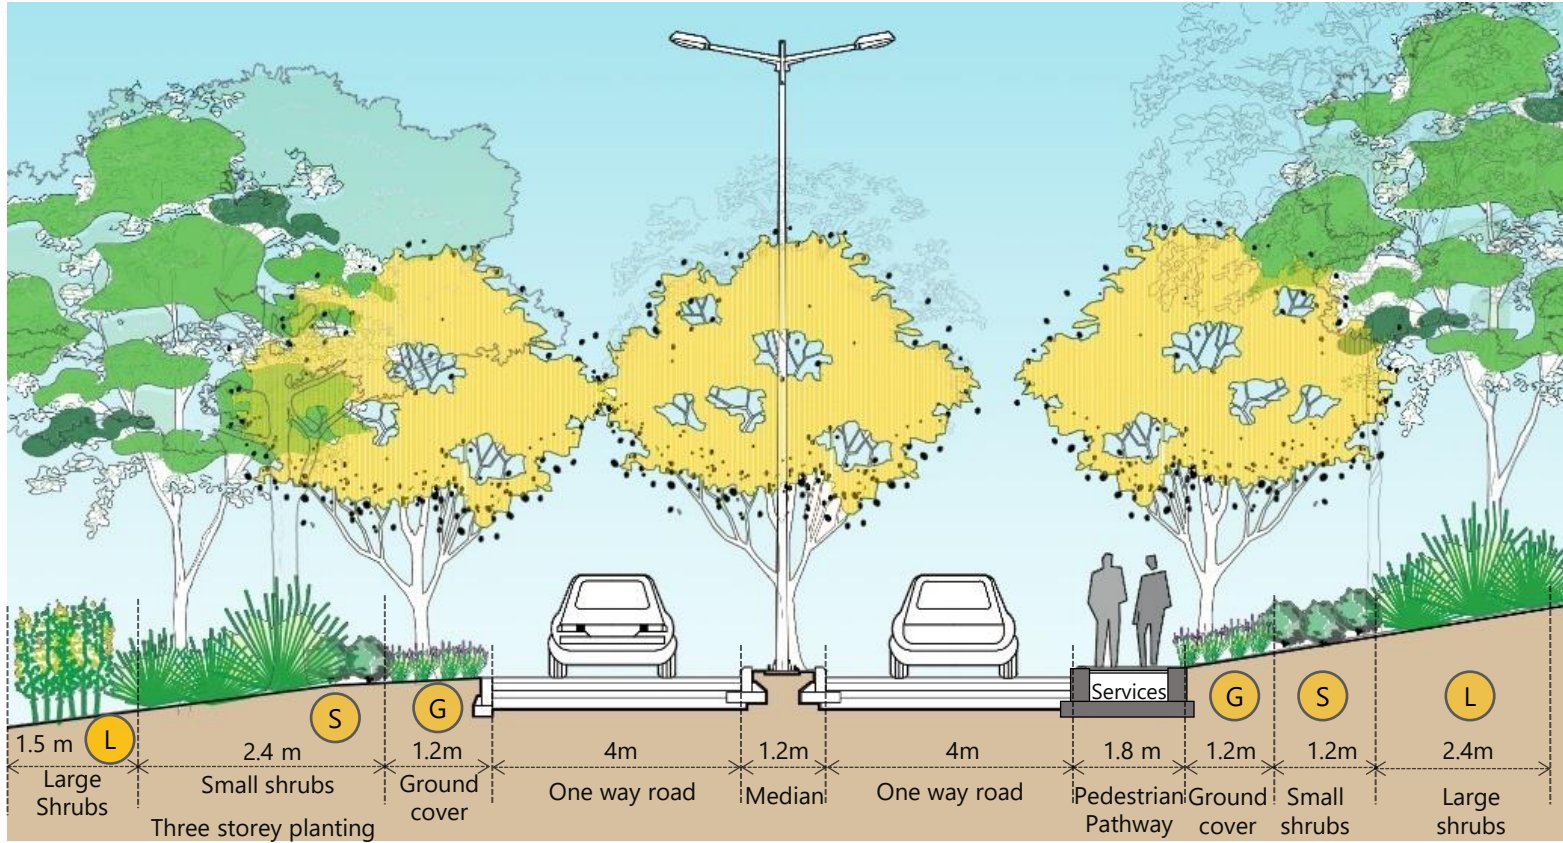 Services
L
S
G
G
S
L
1.5 m
2.4 m
1.2m
4m
1.2m
4m
1.8 m
1.2m
1.2m
2.4m
Large
Shrubs
Small shrubs
Ground
cover
One way road
Median
One way road
Pedestrian
Pathway
Ground
cover
Small
shrubs
Large
shrubs
Three storey planting